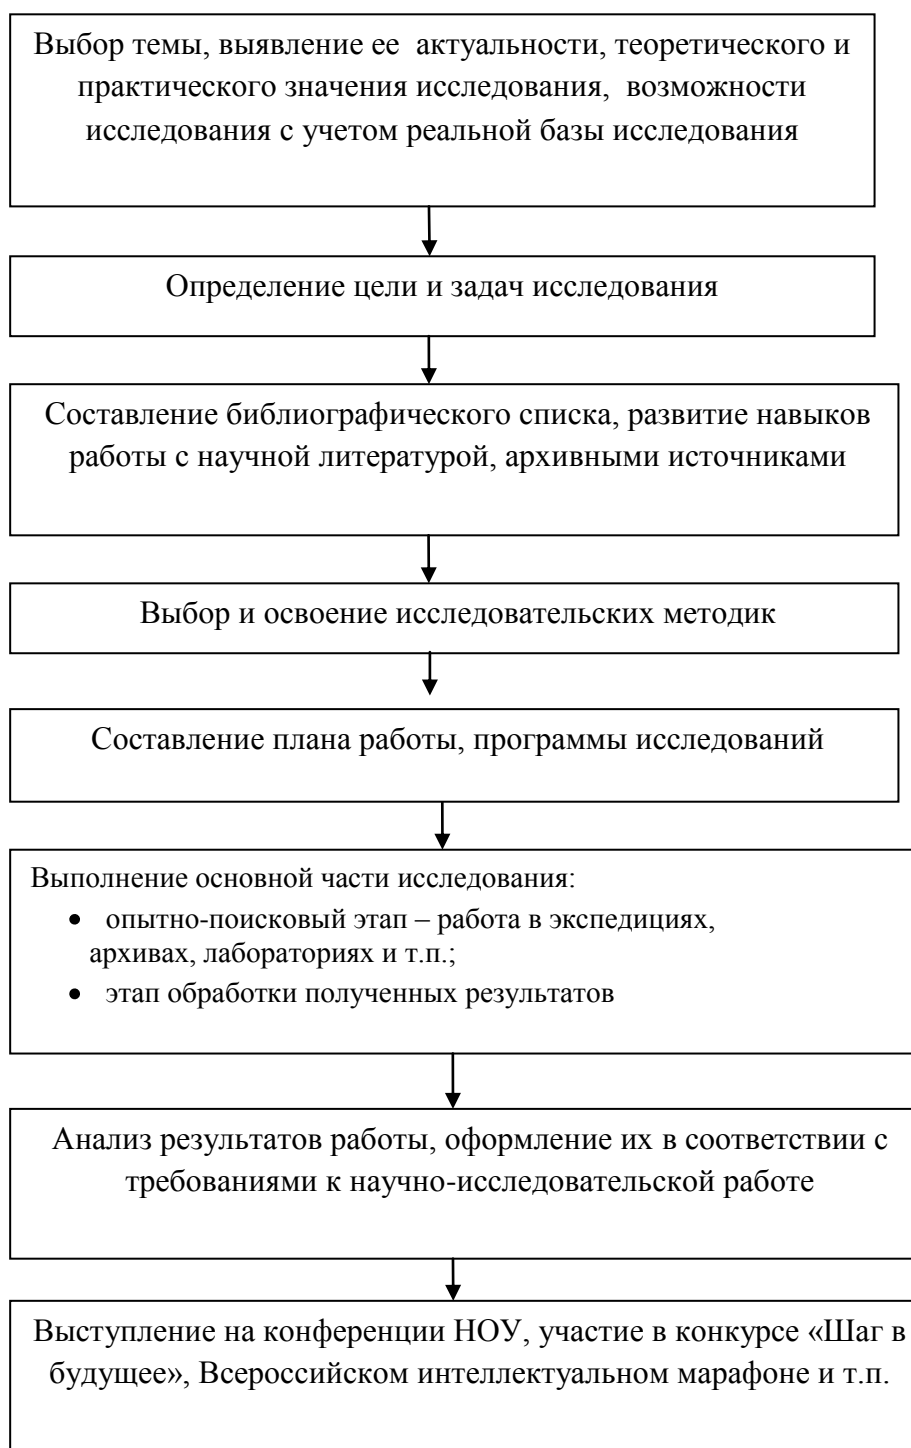 Выбор темы, выявление ее актуальности, теоретического и
практического значения исследования, возможности
исследования с учетом реальной базы исследования
Определение цели и задач исследования
Составление библиографического списка, развитие навыков
работы с научной литературой, архивными источниками
Выбор и освоение исследовательских методик
Составление плана работы, программы исследований
Выполнение основной части исследования:
• опытно-поисковый этап – работа в экспедициях,
архивах, лабораториях и т.п.;
• этап обработки полученных результатов
Анализ результатов работы, оформление их в соответствии с
требованиями к научно-исследовательской работе
Выступление на конференции НОУ, участие в конкурсе «Шаг в
будущее», Всероссийском интеллектуальном марафоне и т.п.